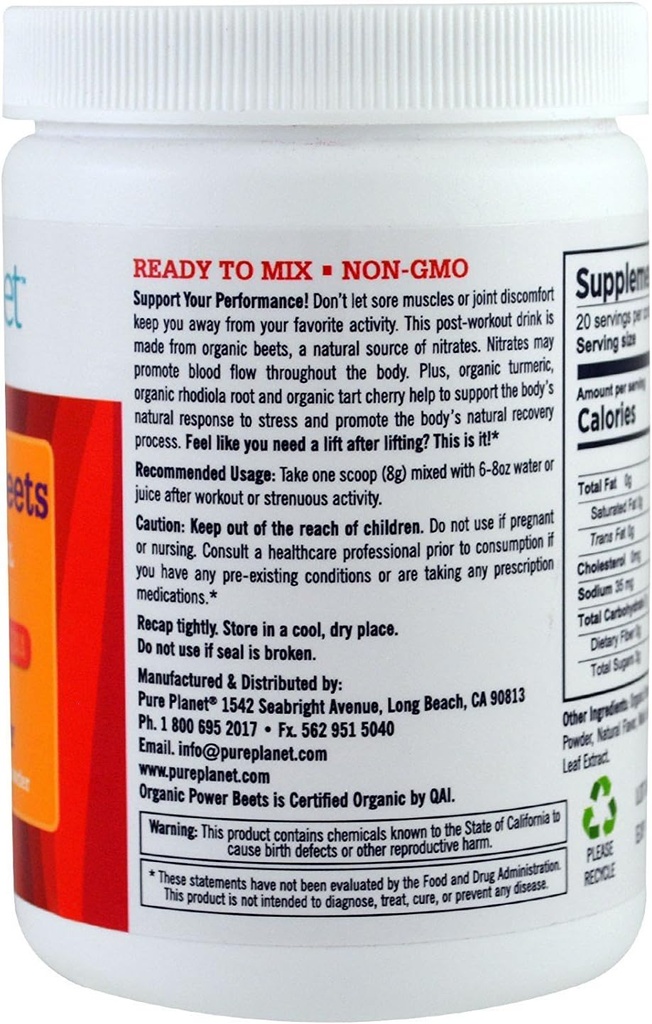 et™
eets
READY TO MIX ▪ NON-GMO
Support Your Performance! Don't let sore muscles or joint discomfort
keep you away from your favorite activity. This post-workout drink is
made from organic beets, a natural source of nitrates. Nitrates may
promote blood flow throughout the body. Plus, organic turmeric,
organic rhodiola root and organic tart cherry help to support the body's
natural response to stress and promote the body's natural recovery
process. Feel like you need a lift after lifting? This is it!*
Recommended Usage: Take one scoop (8g) mixed with 6-8oz water or
juice after workout or strenuous activity.
Caution: Keep out of the reach of children. Do not use if pregnant
or nursing. Consult a healthcare professional prior to consumption if
you have any pre-existing conditions or are taking any prescription
medications.*
Recap tightly. Store in a cool, dry place.
Do not use if seal is broken.
Manufactured & Distributed by:
Pure Planet® 1542 Seabright Avenue, Long Beach, CA 90813
Ph. 1 800 695 2017 • Fx. 562 951 5040
Email. info@pureplanet.com
www.pureplanet.com
Organic Power Beets is Certified Organic by QAI.
Warning: This product contains chemicals known to the State of California to
cause birth defects or other reproductive harm.
* These statements have not been evaluated by the Food and Drug Administration.
This product is not intended to diagnose, treat, cure, or prevent any disease.
Suppleme
20 servings per
Serving size
Amount per serving
Calories
Total Fat 0g
Saturated Fat 0g
Trans Fat 0g
Cholesterol 0mg
Sodium 35 mg
Total Carbohydrate
Dietary Fiber
Total Sugars
Other Ingredients:
Powder, Natural Flavor,
Leaf Extract.
PLEASE
RECYCLE